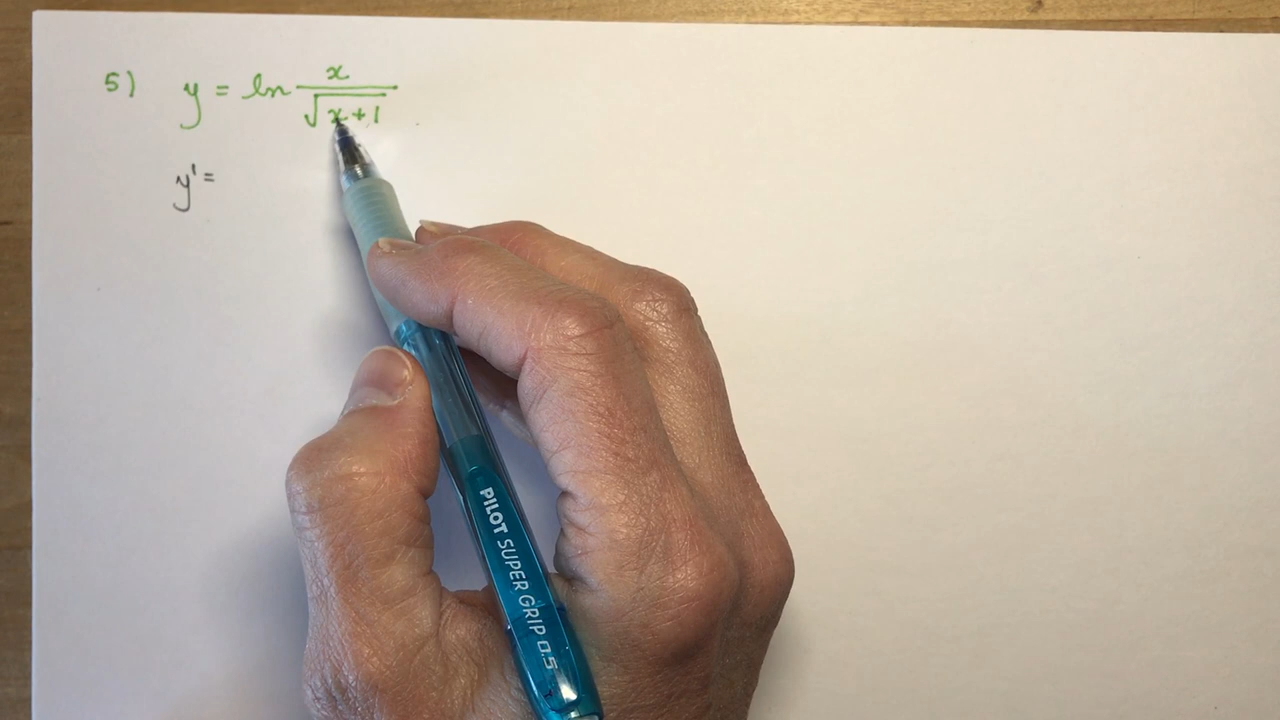 5) y = ln x/√(x+1)
y' =
PILOT SUPER GRIP 0.5